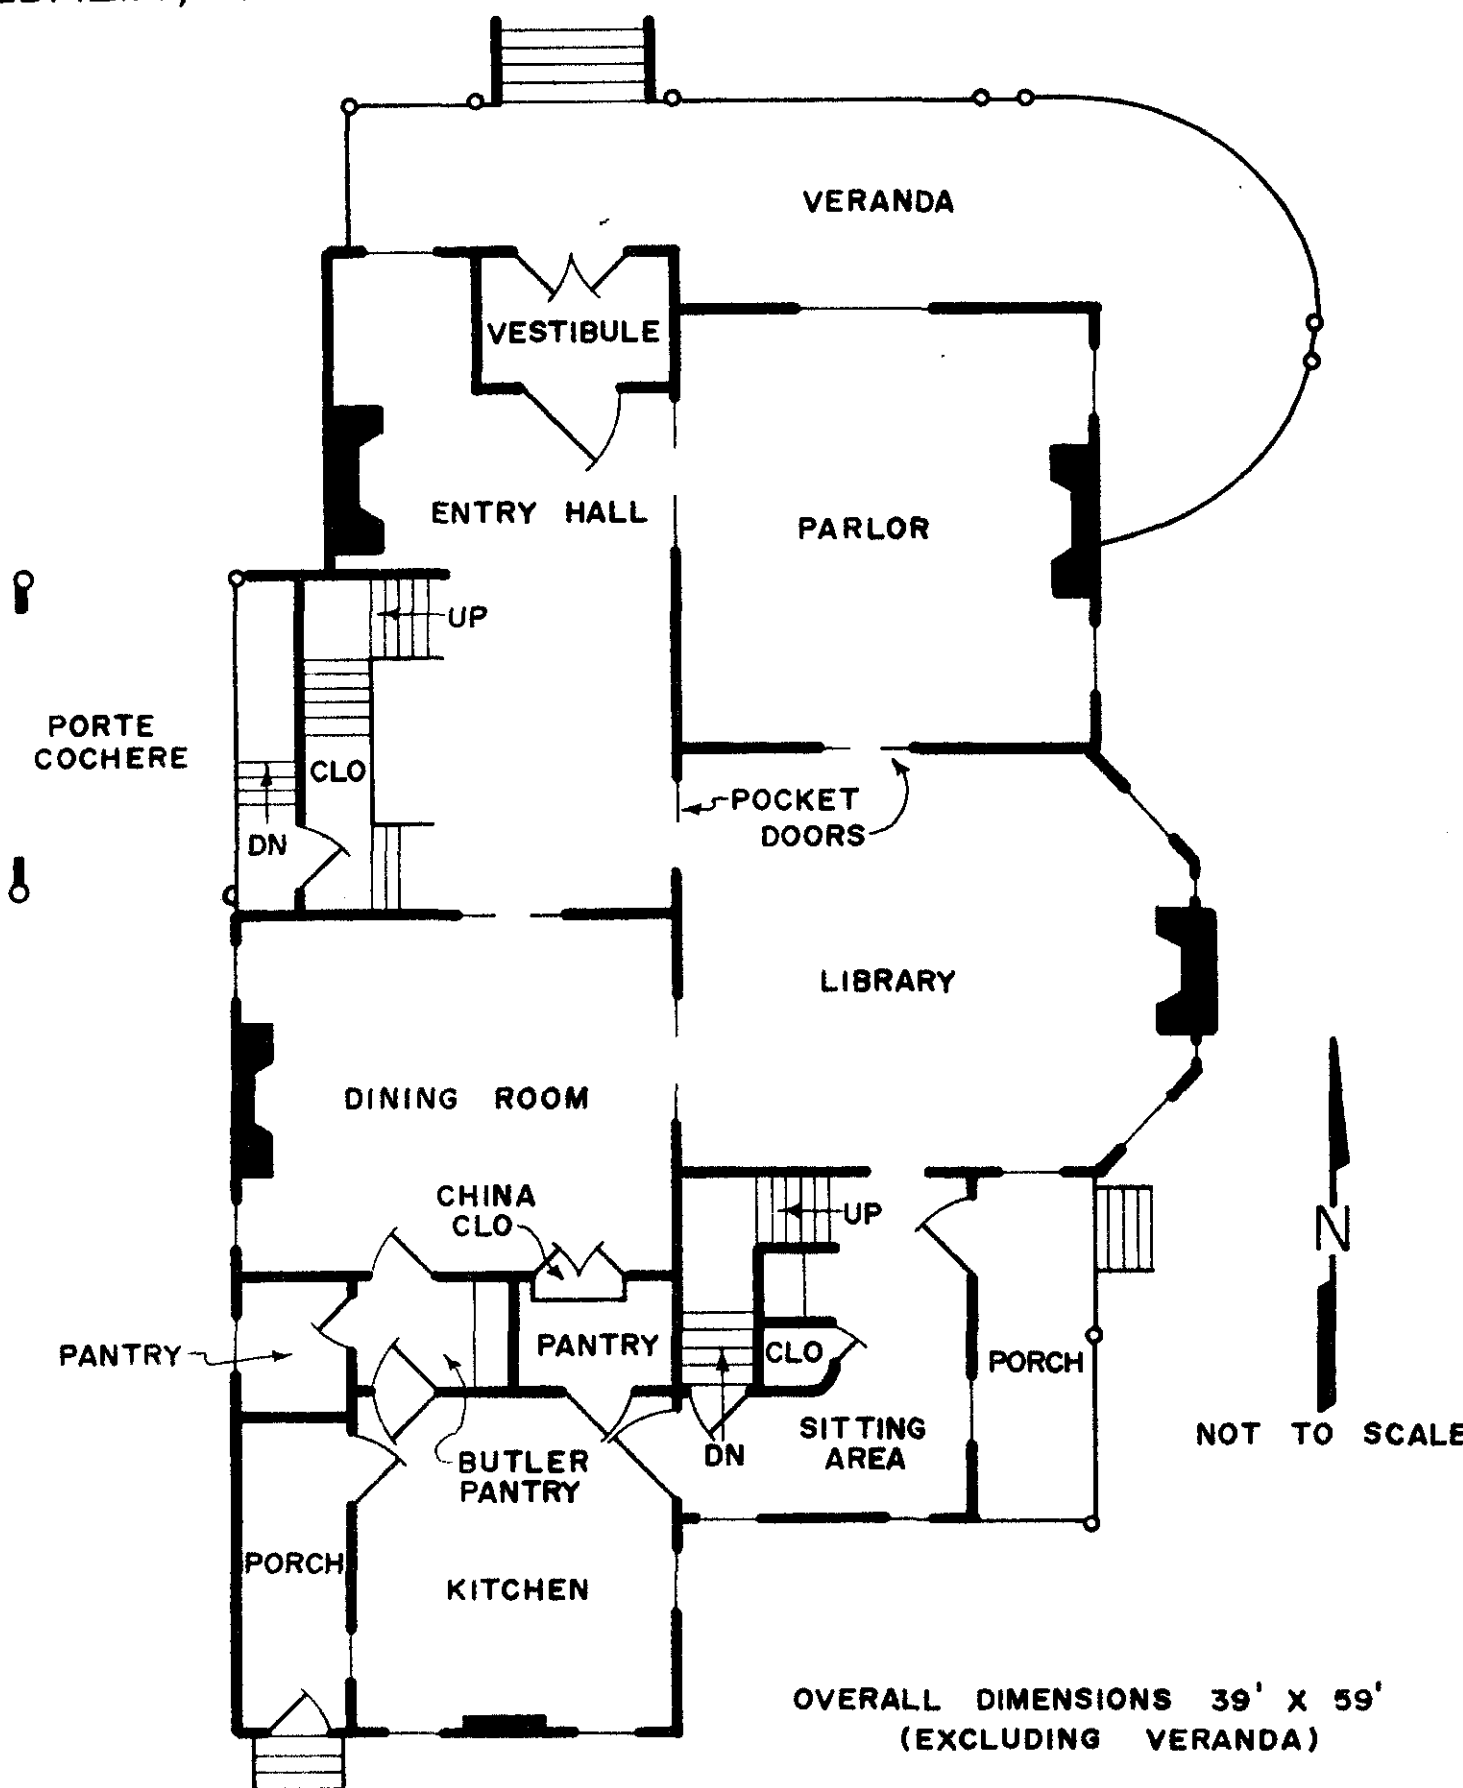 VERANDA
VESTIBULE
ENTRY HALL
PARLOR
UP
PORTE
COCHERE
CLO
POCKET
DOORS
DN
LIBRARY
DINING ROOM
CHINA
CLO
UP
N
PANTRY
PANTRY
CLO
PORCH
NOT TO SCALE
SITTING
AREA
DN
BUTLER
PANTRY
PORCH
KITCHEN
OVERALL DIMENSIONS 39' X 59'
(EXCLUDING VERANDA)